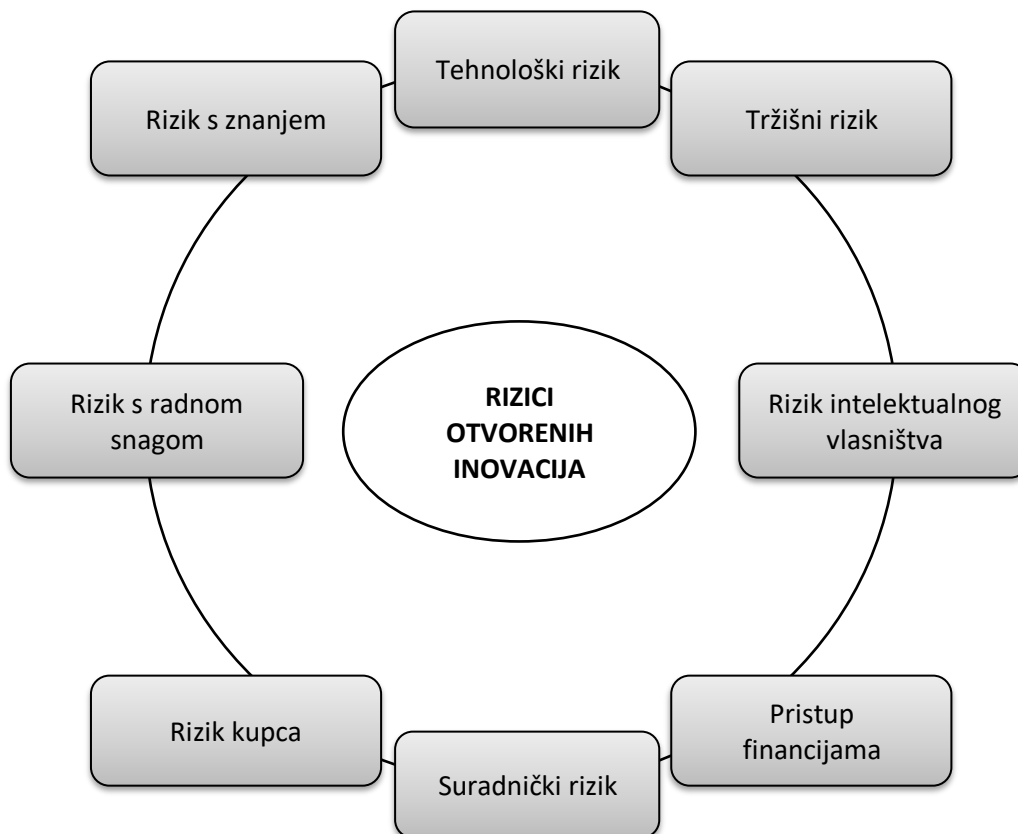 Tehnološki rizik
Tržišni rizik
Rizik intelektualnog
vlasništva
Pristup
financijama
Suradnički rizik
Rizik kupca
Rizik s radnom
snagom
Rizik s znanjem
RIZICI
OTVORENIH
INOVACIJA